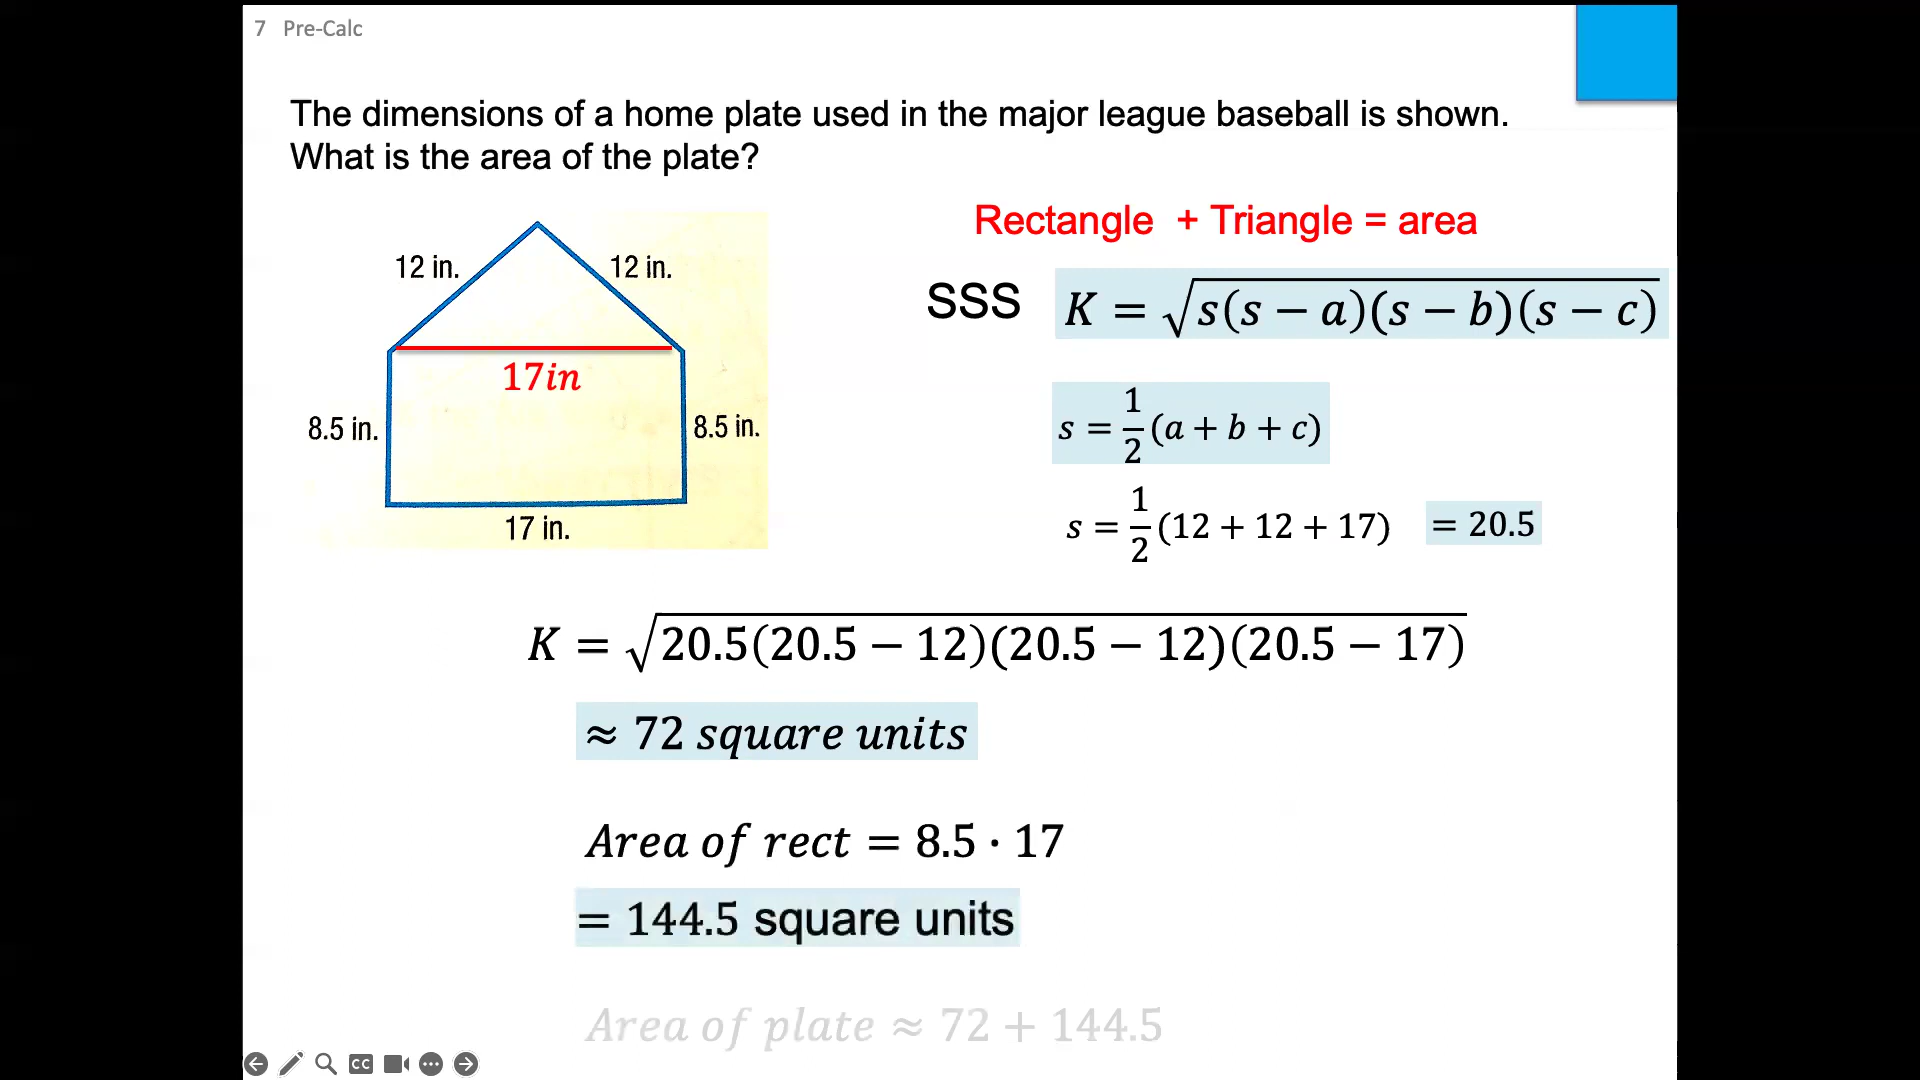 7 Pre-Calc
The dimensions of a home plate used in the major league baseball is shown.
What is the area of the plate?
Rectangle + Triangle = area
12 in.
12 in.
SSS
K = √s(s − a)(s − b)(s − c)
17in
8.5 in.
8.5 in.
s = 1/2 (a + b + c)
17 in.
s = 1/2 (12 + 12 + 17) = 20.5
K = √20.5(20.5 − 12)(20.5 − 12)(20.5 − 17)
≈ 72 square units
Area of rect = 8.5 · 17
= 144.5 square units
Area of plate ≈ 72 + 144.5
CC